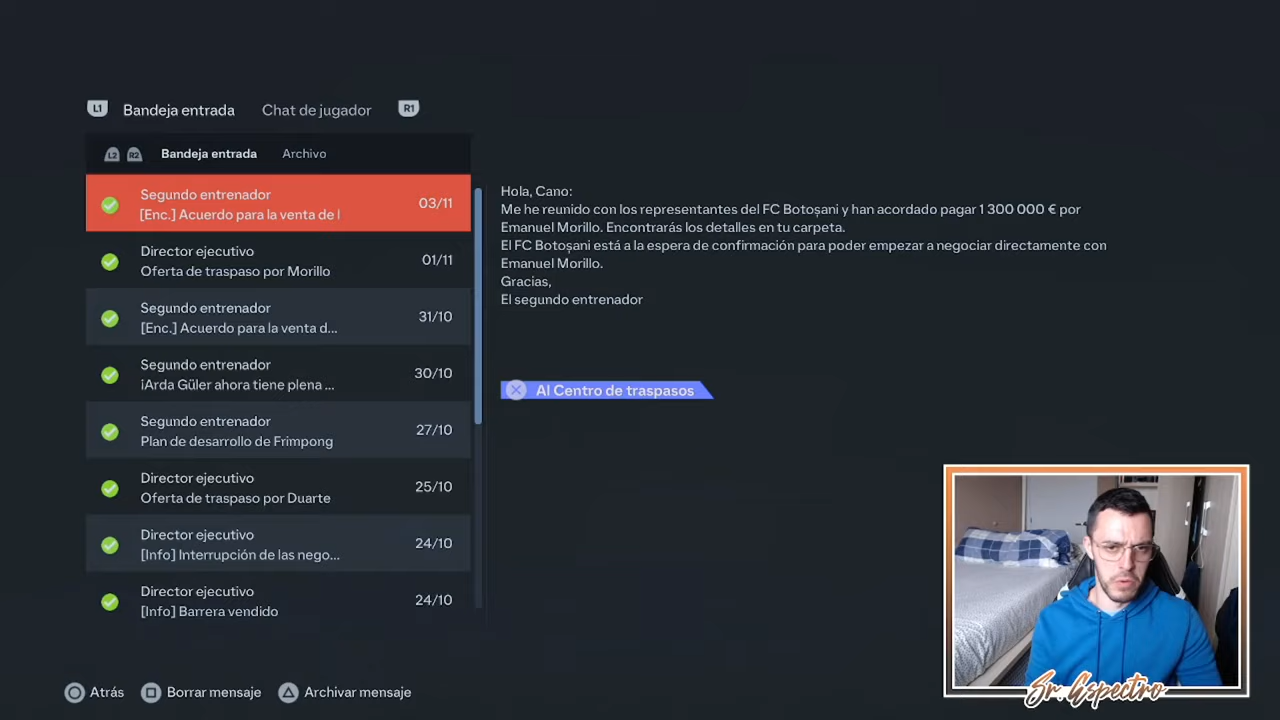 L1 Bandeja entrada Chat de jugador R1
L2 R2 Bandeja entrada Archivo
Segundo entrenador
[Enc.] Acuerdo para la venta de l
03/11
Director ejecutivo
Oferta de traspaso por Morillo
01/11
Segundo entrenador
[Enc.] Acuerdo para la venta d...
31/10
Segundo entrenador
¡Arda Güler ahora tiene plena ...
30/10
Segundo entrenador
Plan de desarrollo de Frimpong
27/10
Director ejecutivo
Oferta de traspaso por Duarte
25/10
Director ejecutivo
[Info] Interrupción de las nego...
24/10
Director ejecutivo
[Info] Barrera vendido
24/10
Hola, Cano:
Me he reunido con los representantes del FC Botoșani y han acordado pagar 1 300 000 € por
Emanuel Morillo. Encontrarás los detalles en tu carpeta.
El FC Botoșani está a la espera de confirmación para poder empezar a negociar directamente con
Emanuel Morillo.
Gracias,
El segundo entrenador
Al Centro de traspasos
Atrás Borrar mensaje Archivar mensaje
Sr. Espectro